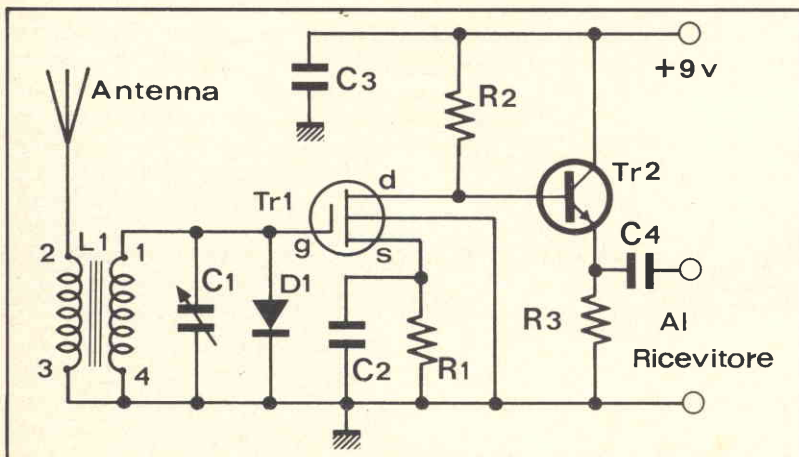 +9v
C3
R2
Antenna
Tr2
d
Tr1
g
s
L1
2
1
C1
D1
C4
R3
Al
Ricevitore
C2
R1
3
4